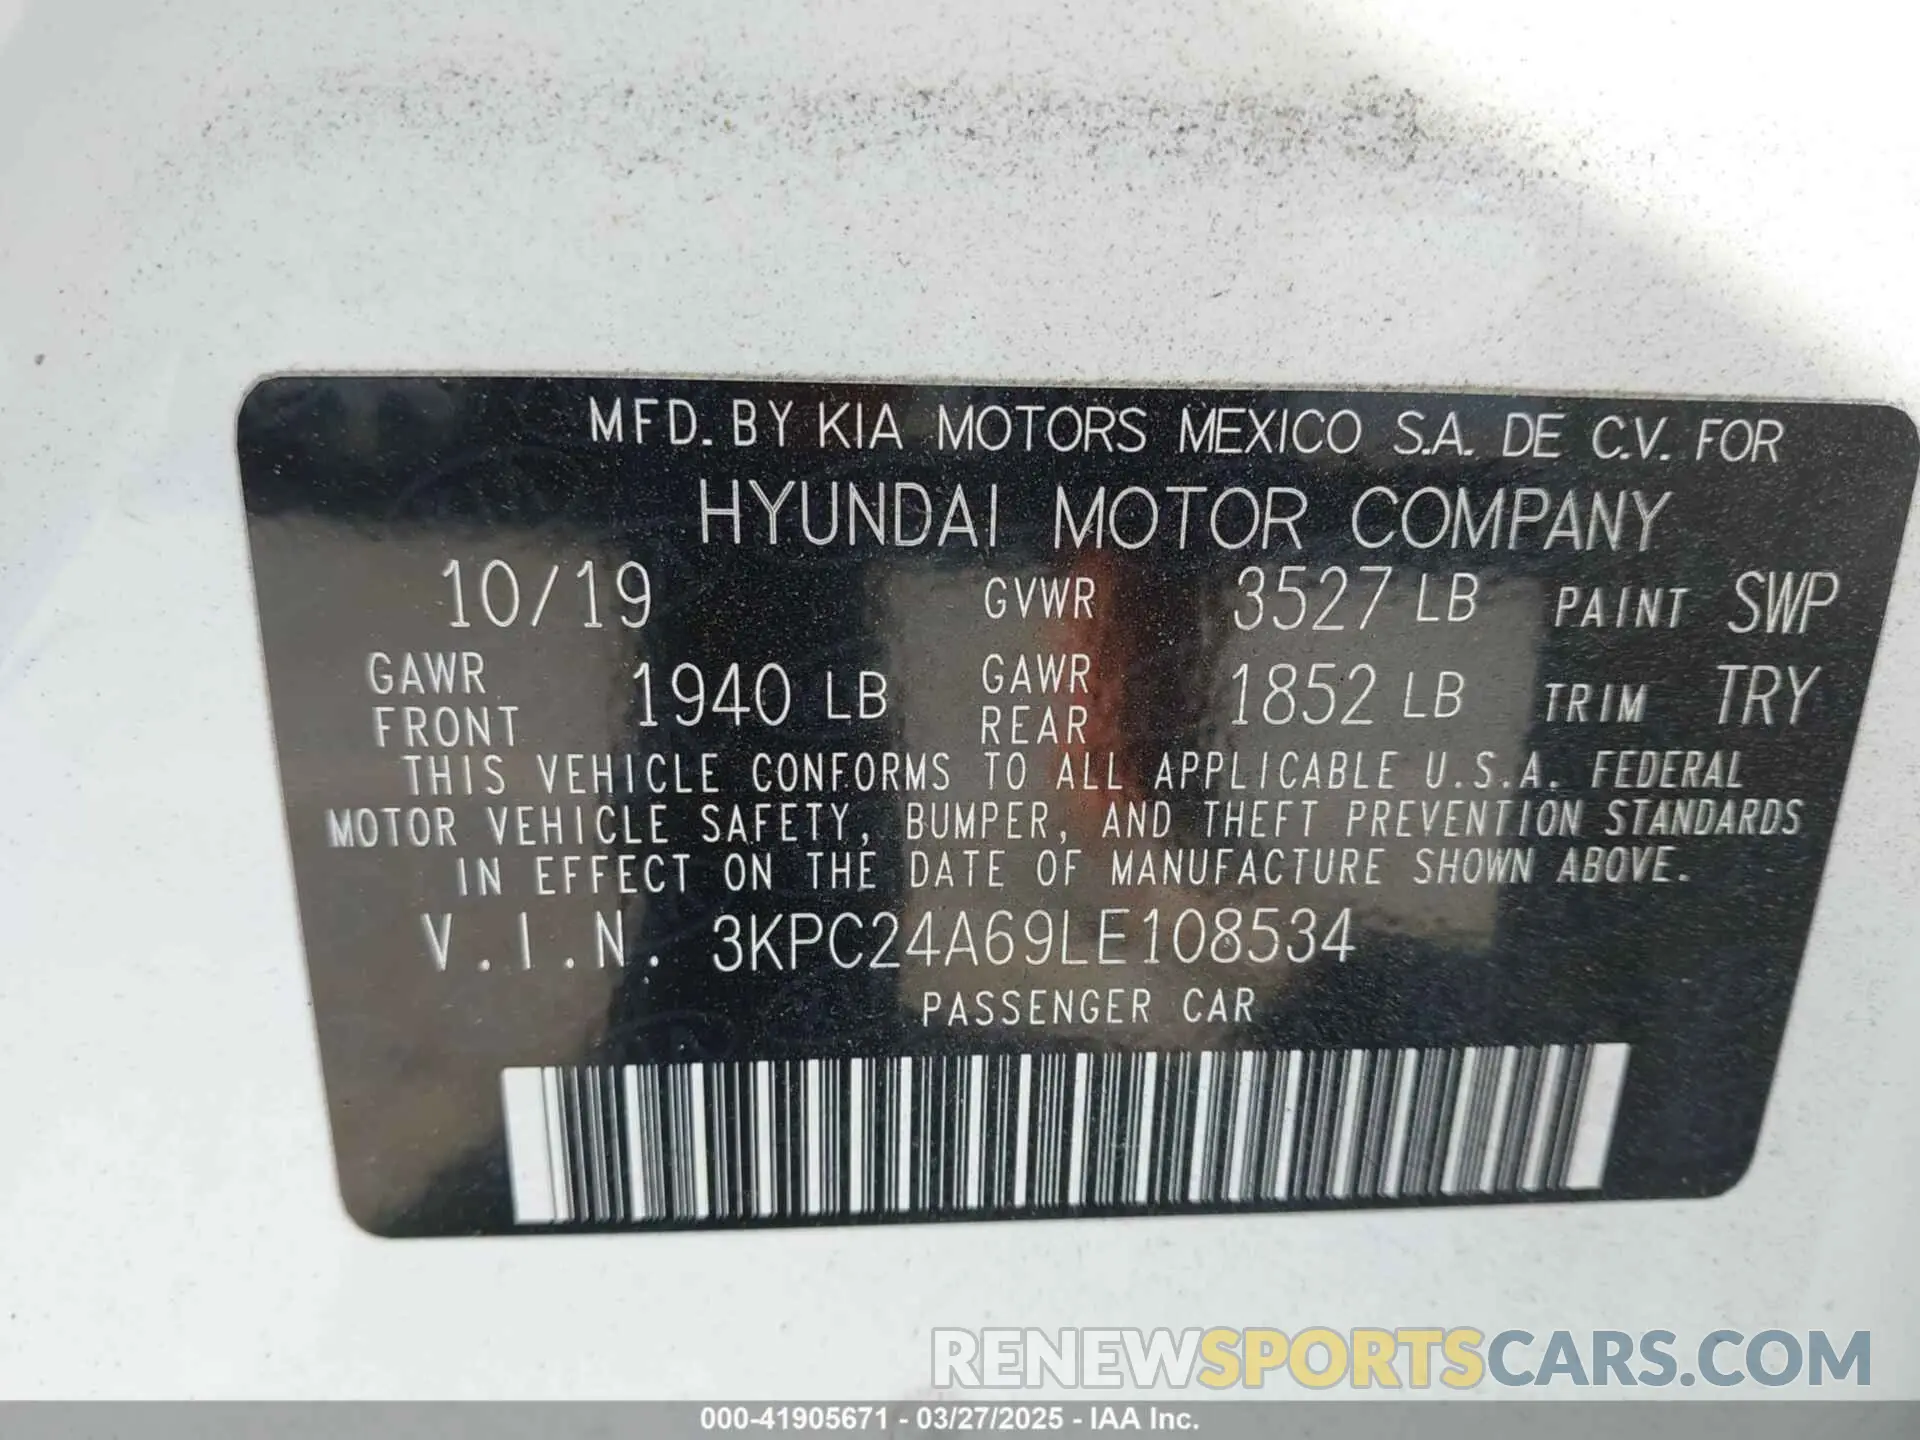 MFD. BY KIA MOTORS MEXICO S.A. DE C.V. FOR
HYUNDAI MOTOR COMPANY
10/19 GVWR 3527 LB PAINT SWP
GAWR FRONT 1940 LB GAWR REAR 1852 LB TRIM TRY
THIS VEHICLE CONFORMS TO ALL APPLICABLE U.S.A. FEDERAL
MOTOR VEHICLE SAFETY, BUMPER, AND THEFT PREVENTION STANDARDS
IN EFFECT ON THE DATE OF MANUFACTURE SHOWN ABOVE.
V.I.N. 3KPC24A69LE108534
PASSENGER CAR
RENEWSPORTSCARS.COM
000-41905671 - 03/27/2025 - IAA Inc.